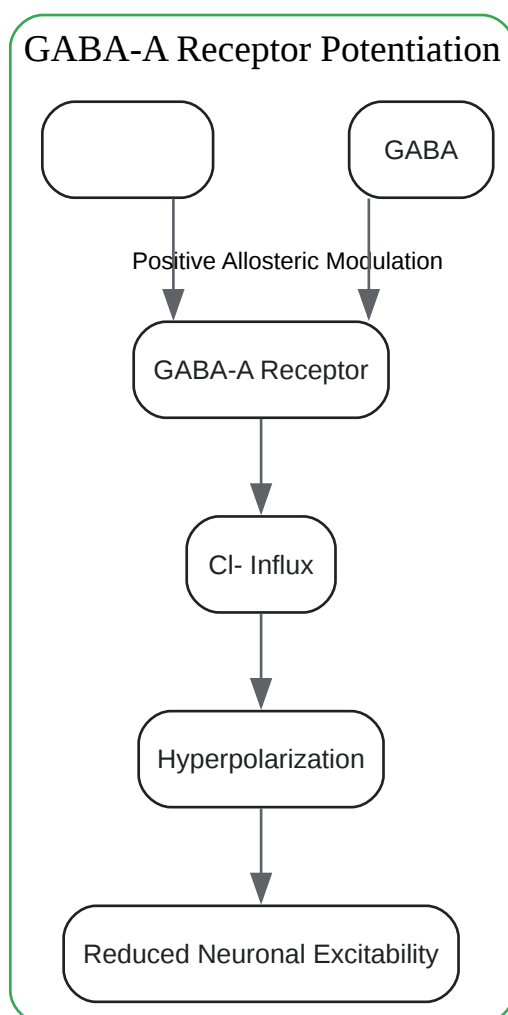 GABA-A Receptor Potentiation
GABA
Positive Allosteric Modulation
GABA-A Receptor
Cl- Influx
Hyperpolarization
Reduced Neuronal Excitability